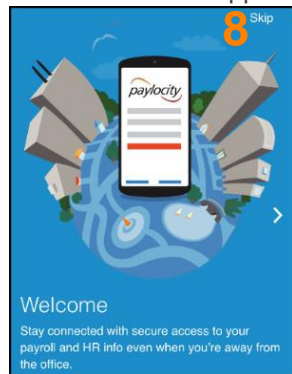 8 Skip
paylocity
Welcome
Stay connected with secure access to your
payroll and HR info even when you're away from
the office.